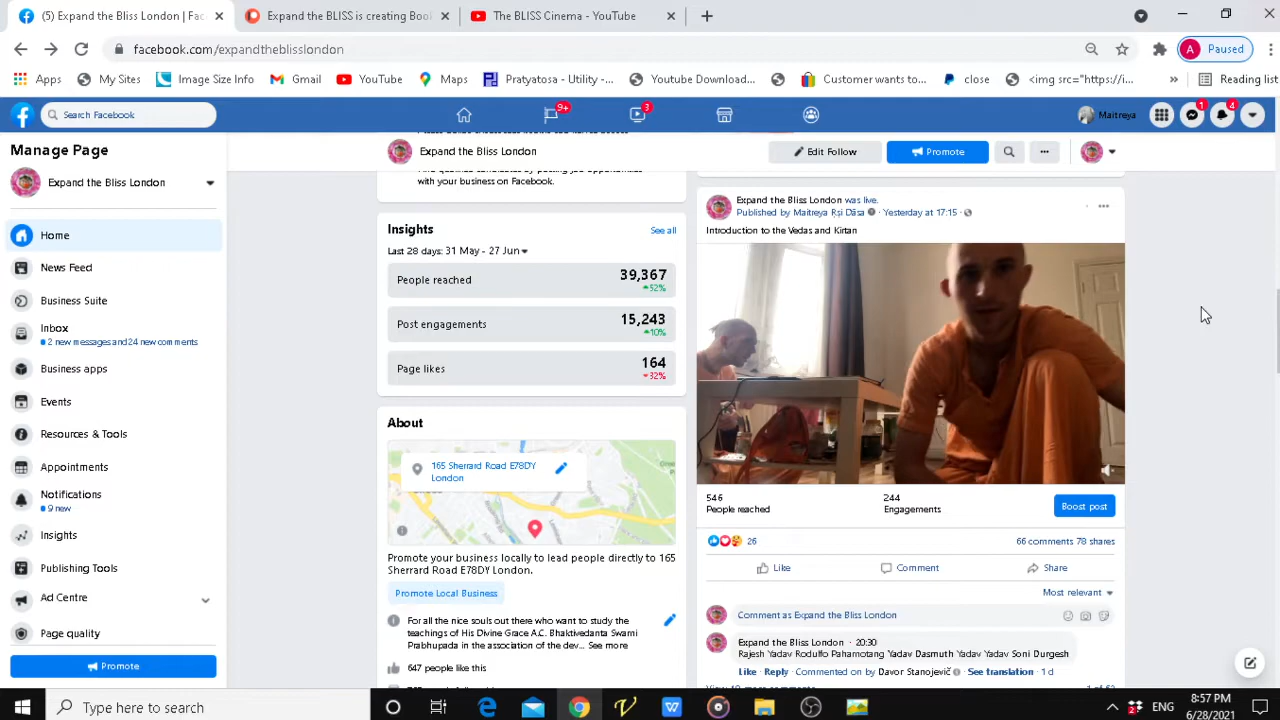 (5) Expand the Bliss London | Fac
Expand the BLISS is creating Boo
The BLISS Cinema - YouTube
facebook.com/expandtheblisslondon
A Paused
Apps
My Sites
Image Size Info
Gmail
YouTube
Maps
Pratyatosa - Utility -...
Youtube Download...
Customer wants to...
close
<img src="https://i...
»
Reading list
Search Facebook
9+
3
Maitreya
1
4
Manage Page
Expand the Bliss London
Home
News Feed
Business Suite
Inbox
2 new messages and 24 new comments
Business apps
Events
Resources & Tools
Appointments
Notifications
9 new
Insights
Publishing Tools
Ad Centre
Page quality
Promote
Expand the Bliss London
Edit Follow
Promote
with your business on Facebook.
Insights
See all
Last 28 days: 31 May - 27 Jun
People reached
39,367
52%
Post engagements
15,243
10%
Page likes
164
32%
About
165 Sherrard Road E78DY
London
Promote your business locally to lead people directly to 165
Sherrard Road E78DY London.
Promote Local Business
For all the nice souls out there who want to study the
teachings of His Divine Grace A.C. Bhaktivedanta Swami
Prabhupada in the association of the dev... See more
647 people like this
Expand the Bliss London was live.
Published by Maitreya Ṛṣi Dāsa · Yesterday at 17:15 ·
Introduction to the Vedas and Kirtan
546
People reached
244
Engagements
Boost post
26
66 comments 78 shares
Like
Comment
Share
Most relevant
Comment as Expand the Bliss London
Expand the Bliss London · 20:30
Rajesh Yadav Rodulfo Pahamotang Yadav Dasmuth Yadav Yadav Soni Durgesh
Like · Reply · Commented on by Davor Stanojević · See translation · 1 d
Type here to search
ENG
8:57 PM
6/28/2021